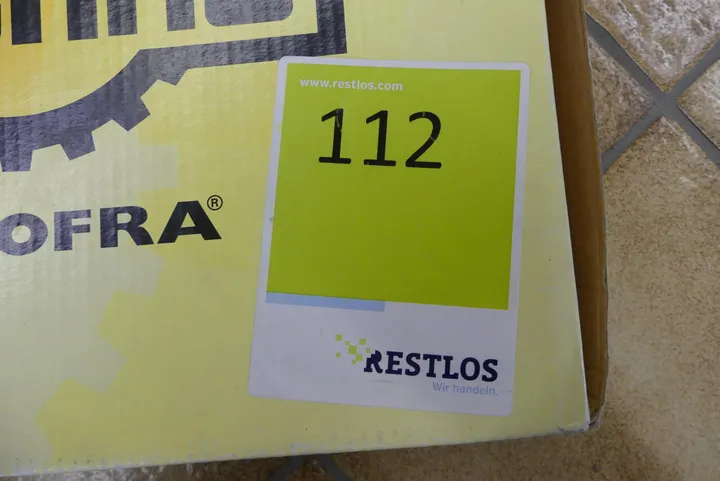 www.restlos.com
112
OFRA®
RESTLOS
Wir handeln.